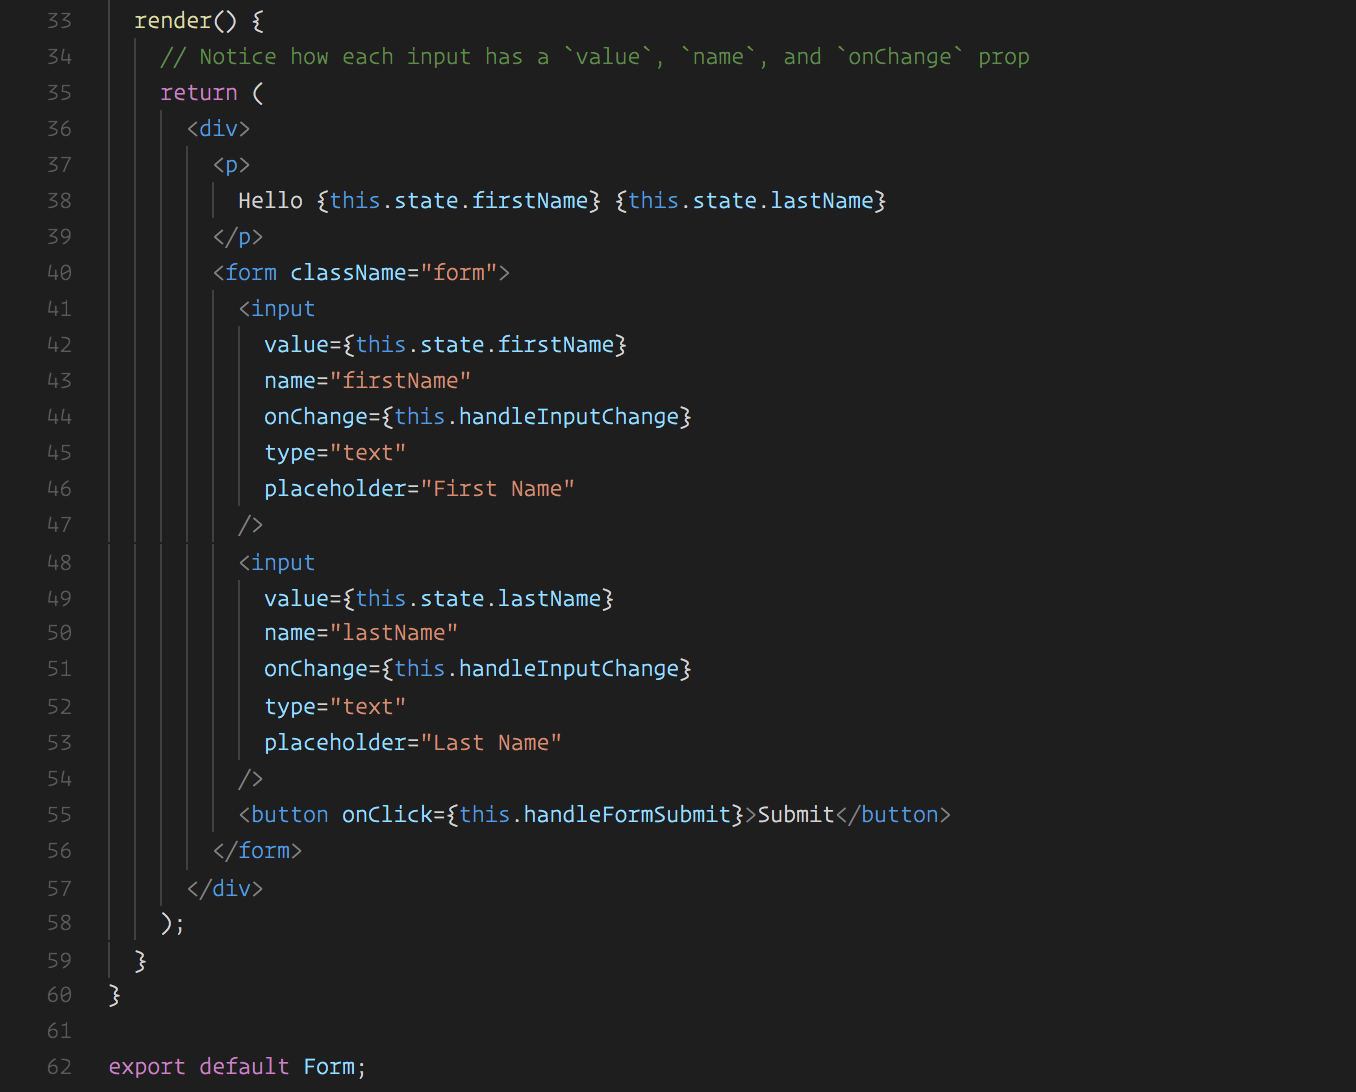 33 render() {
34 // Notice how each input has a `value`, `name`, and `onChange` prop
35 return (
36 <div>
37 <p>
38 Hello {this.state.firstName} {this.state.lastName}
39 </p>
40 <form className="form">
41 <input
42 value={this.state.firstName}
43 name="firstName"
44 onChange={this.handleInputChange}
45 type="text"
46 placeholder="First Name"
47 />
48 <input
49 value={this.state.lastName}
50 name="lastName"
51 onChange={this.handleInputChange}
52 type="text"
53 placeholder="Last Name"
54 />
55 <button onClick={this.handleFormSubmit}>Submit</button>
56 </form>
57 </div>
58 );
59 }
60 }
61
62 export default Form;